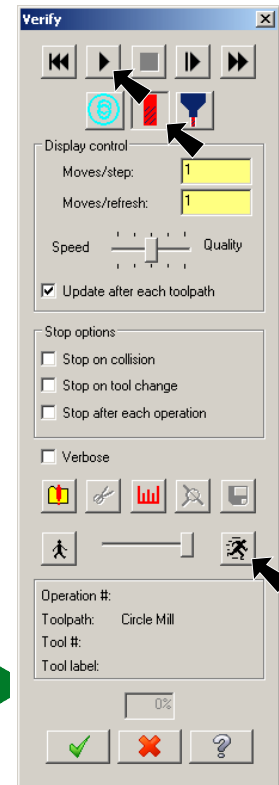 Verify
Display control
Moves/step: 1
Moves/refresh: 1
Speed Quality
Update after each toolpath
Stop options
Stop on collision
Stop on tool change
Stop after each operation
Verbose
Operation #:
Toolpath: Circle Mill
Tool #:
Tool label:
0%